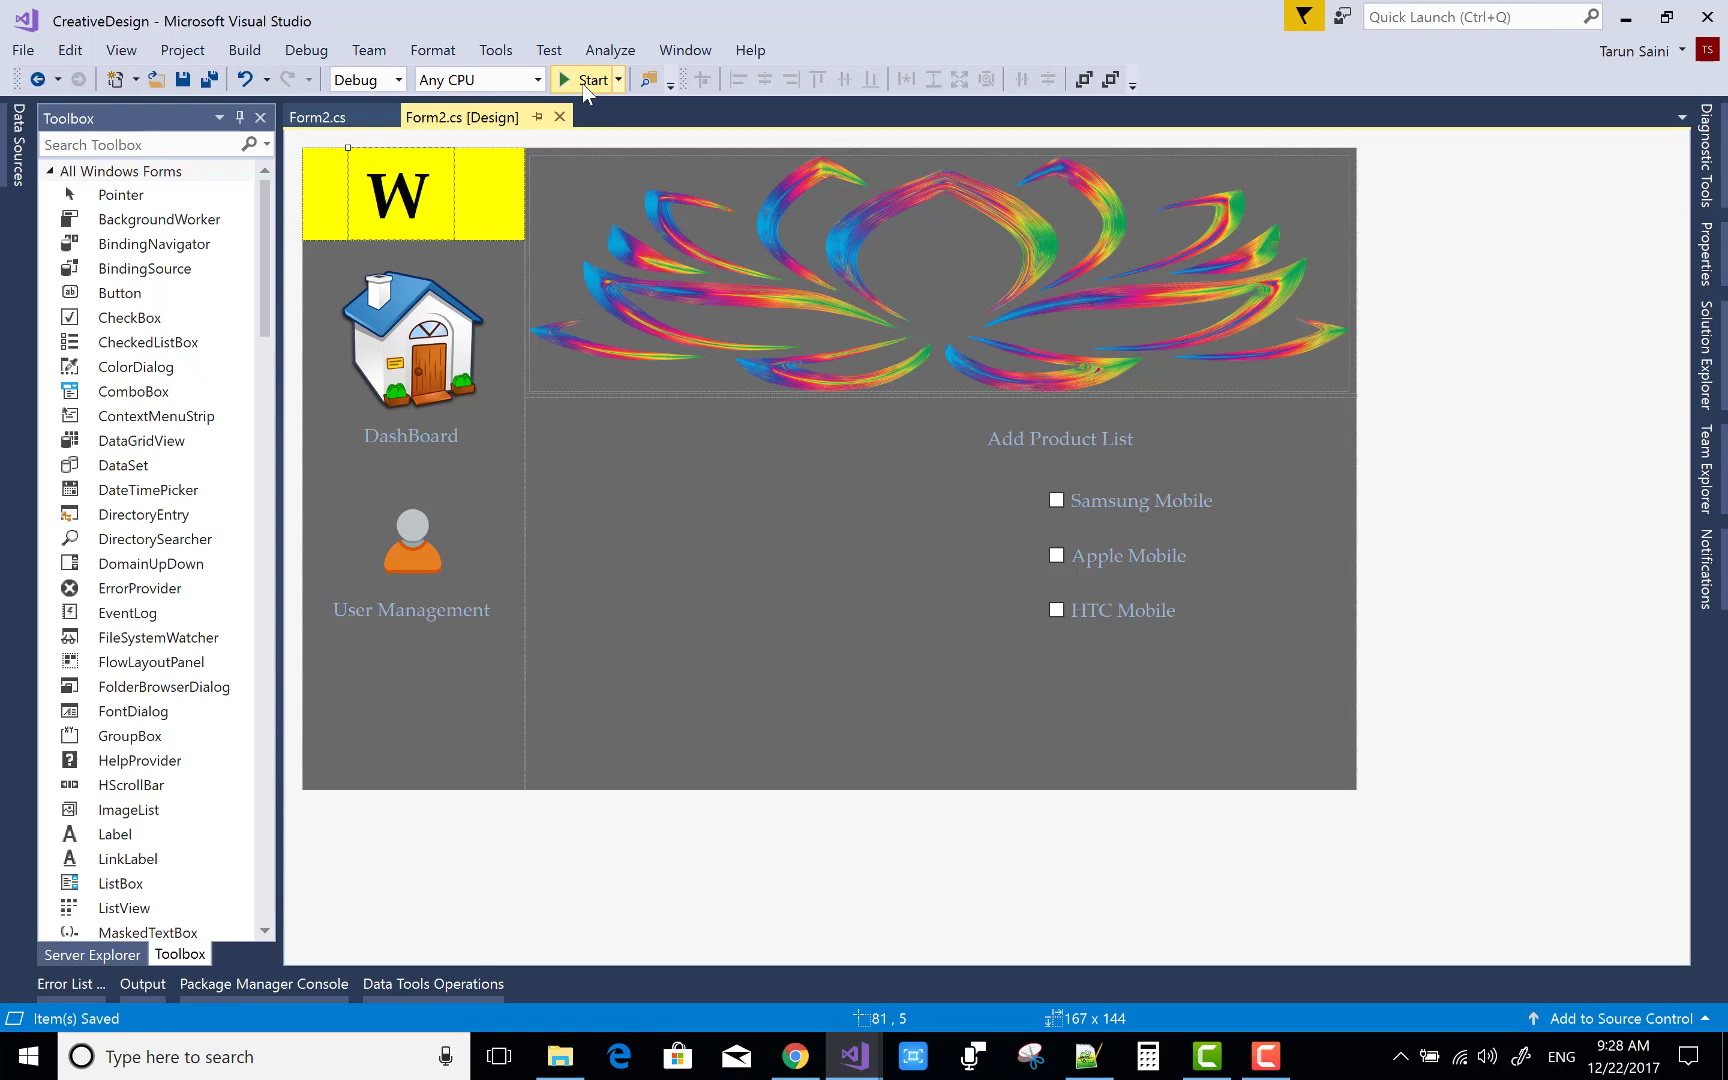 CreativeDesign - Microsoft Visual Studio
Quick Launch (Ctrl+Q)
File Edit View Project Build Debug Team Format Tools Test Analyze Window Help
Tarun Saini TS
Debug Any CPU Start
Data Sources
Toolbox
Search Toolbox
All Windows Forms
Pointer
BackgroundWorker
BindingNavigator
BindingSource
Button
CheckBox
CheckedListBox
ColorDialog
ComboBox
ContextMenuStrip
DataGridView
DataSet
DateTimePicker
DirectoryEntry
DirectorySearcher
DomainUpDown
ErrorProvider
EventLog
FileSystemWatcher
FlowLayoutPanel
FolderBrowserDialog
FontDialog
GroupBox
HelpProvider
HScrollBar
ImageList
Label
LinkLabel
ListBox
ListView
MaskedTextBox
Server Explorer Toolbox
Form2.cs Form2.cs [Design]
W
DashBoard
User Management
Add Product List
Samsung Mobile
Apple Mobile
HTC Mobile
Diagnostic Tools
Properties
Solution Explorer
Team Explorer
Notifications
Error List ... Output Package Manager Console Data Tools Operations
Item(s) Saved 81 , 5 167 x 144 Add to Source Control
Type here to search
ENG
9:28 AM
12/22/2017